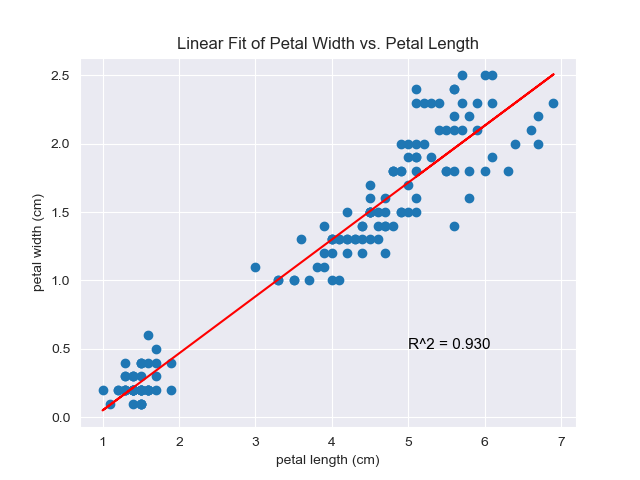 Linear Fit of Petal Width vs. Petal Length
petal width (cm)
2.5
2.0
1.5
1.0
0.5
0.0
R^2 = 0.930
1 2 3 4 5 6 7
petal length (cm)